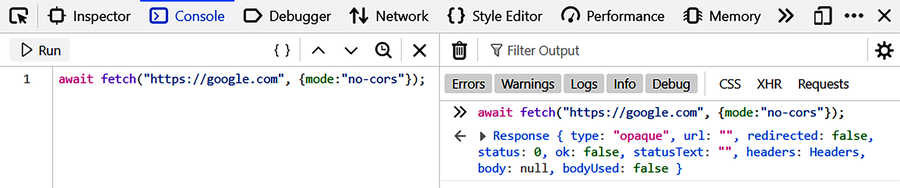 Inspector Console Debugger Network Style Editor Performance Memory
Run { } Filter Output
Errors Warnings Logs Info Debug CSS XHR Requests
1 await fetch("https://google.com", {mode:"no-cors"});
await fetch("https://google.com", {mode:"no-cors"});
Response { type: "opaque", url: "", redirected: false,
status: 0, ok: false, statusText: "", headers: Headers,
body: null, bodyUsed: false }